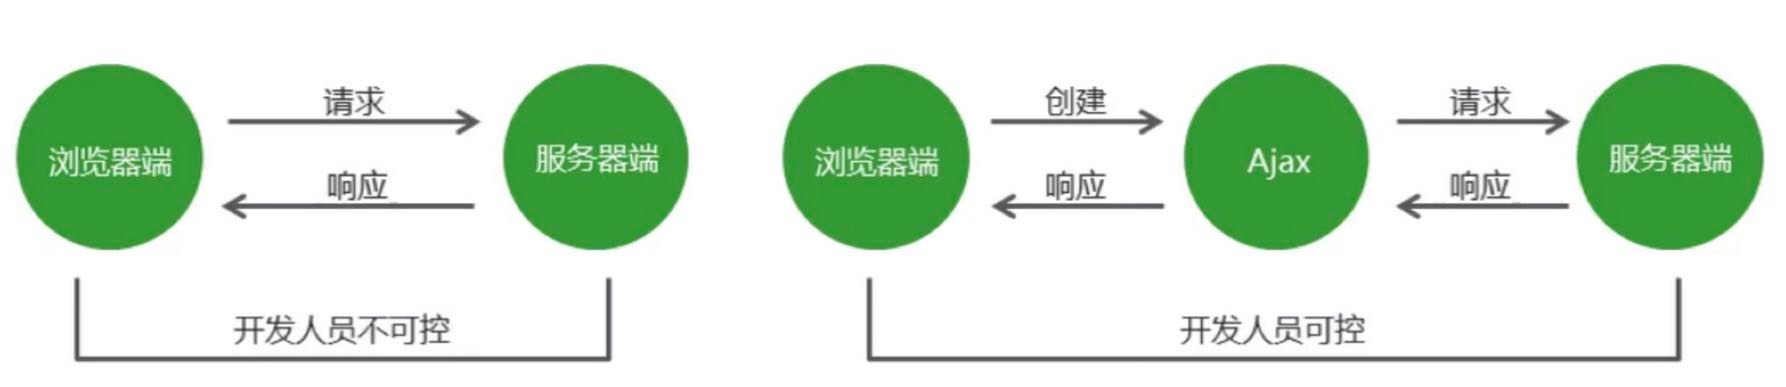 请求
浏览器端
服务器端
响应
开发人员不可控
创建
请求
浏览器端
Ajax
服务器端
响应
响应
开发人员可控